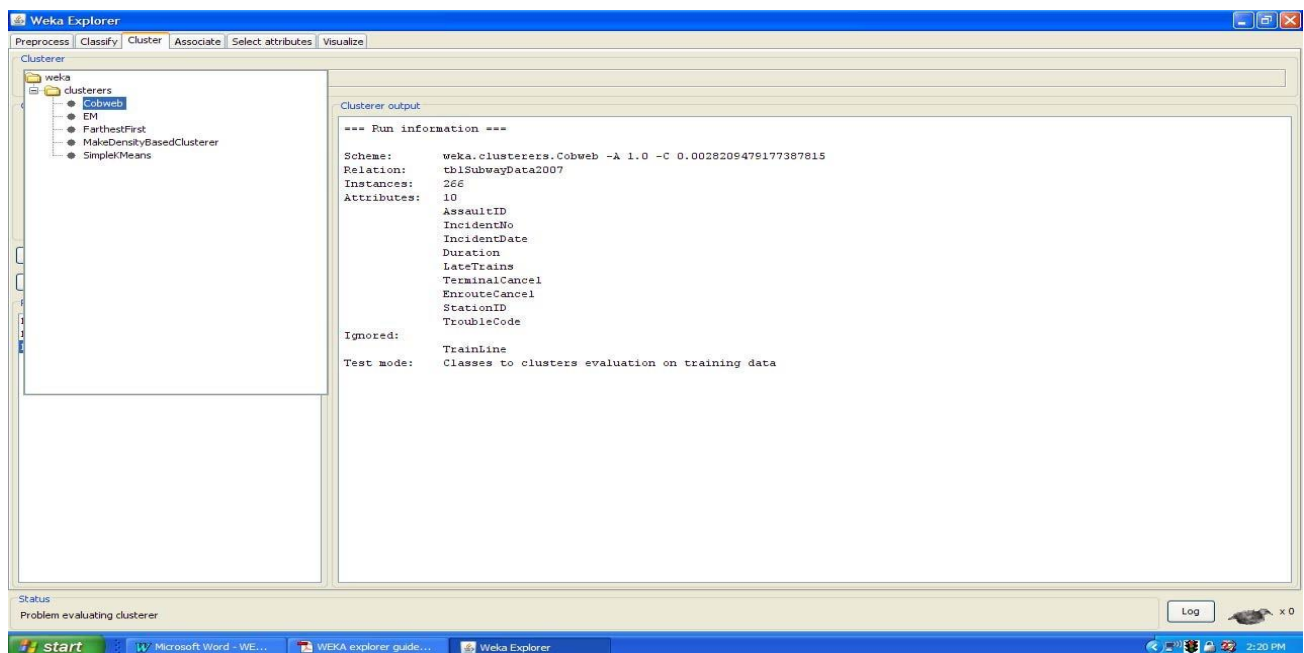 Weka Explorer
Preprocess Classify Cluster Associate Select attributes Visualize
Clusterer
weka
clusterers
Cobweb
EM
FarthestFirst
MakeDensityBasedClusterer
SimpleKMeans
Clusterer output
=== Run information ===
Scheme: weka.clusterers.Cobweb -A 1.0 -C 0.0028209479177387815
Relation: tblSubwayData2007
Instances: 266
Attributes: 10
AssaultID
IncidentNo
IncidentDate
Duration
LateTrains
TerminalCancel
EnrouteCancel
StationID
TroubleCode
Ignored:
TrainLine
Test mode: Classes to clusters evaluation on training data
Status
Problem evaluating clusterer
Log
x 0
start
Microsoft Word - WE...
WEKA explorer guide...
Weka Explorer
2:20 PM